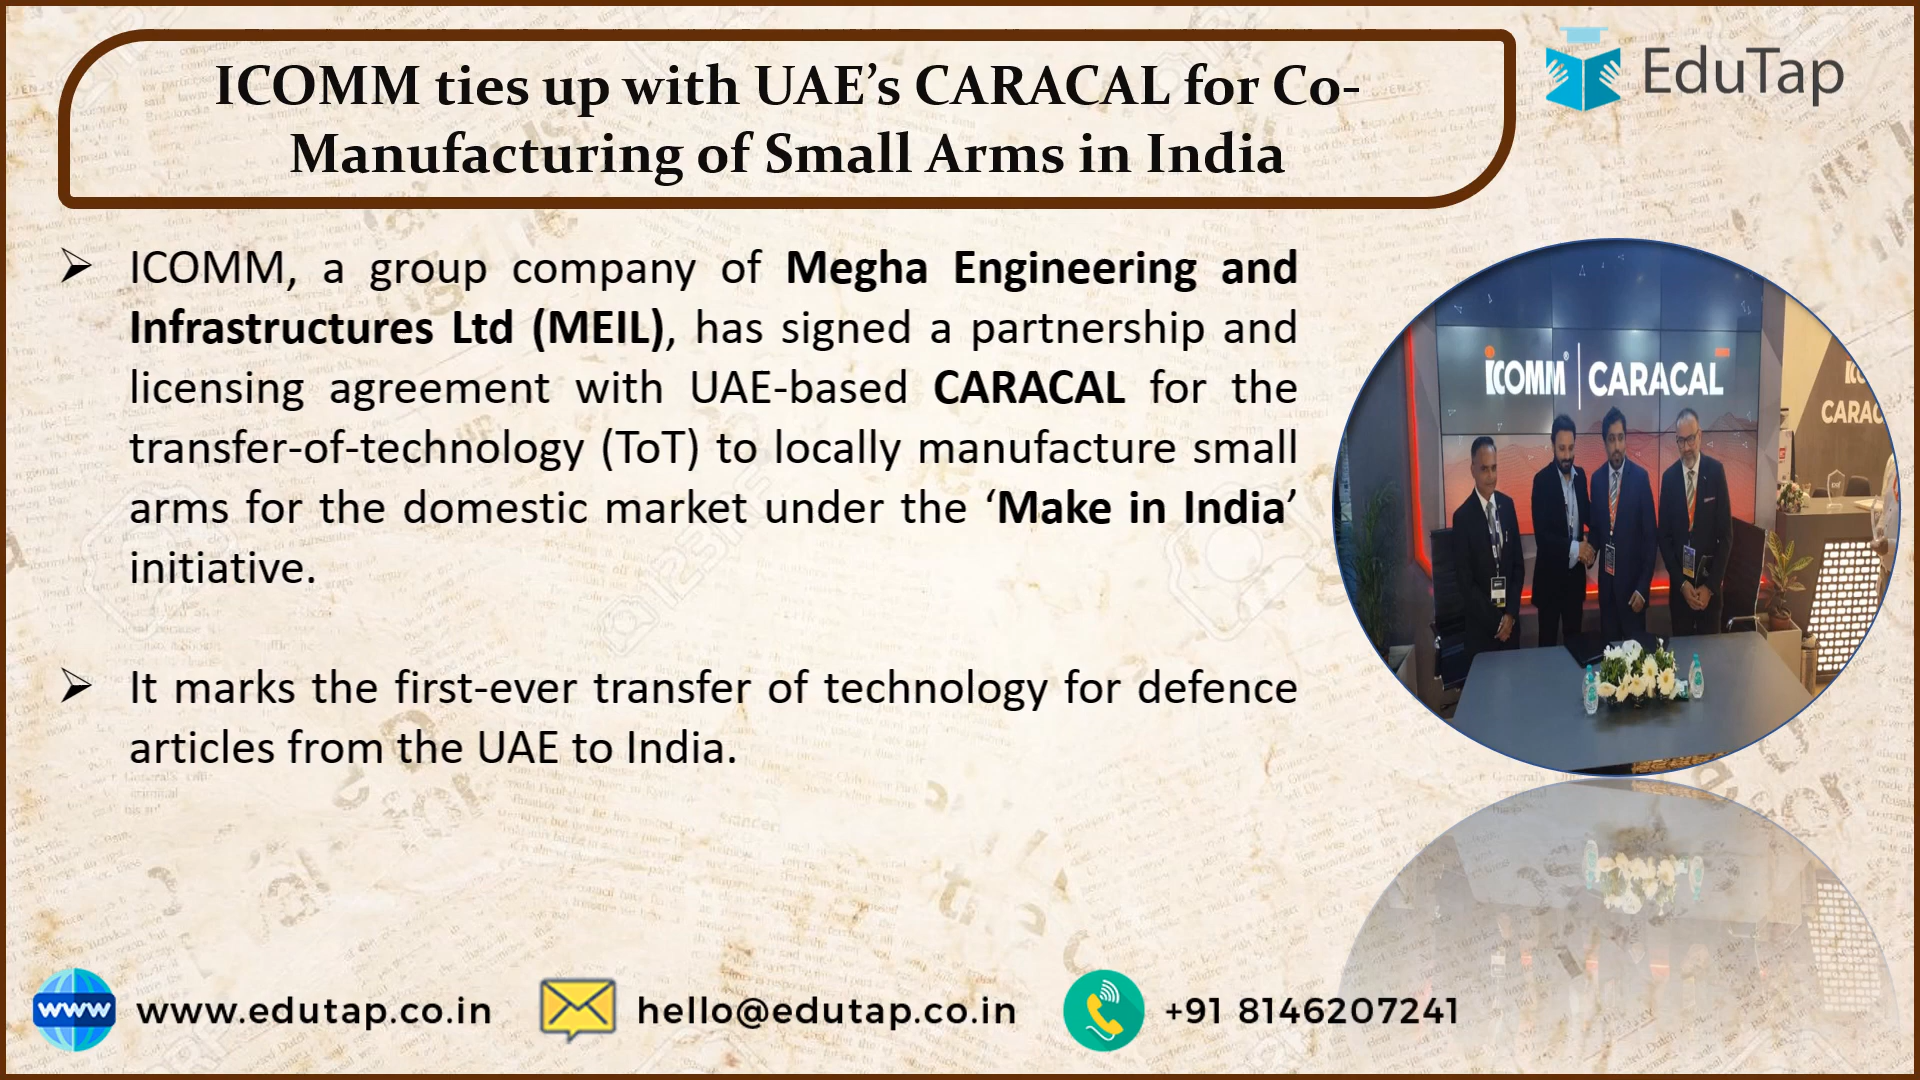 ICOMM ties up with UAE’s CARACAL for Co-
Manufacturing of Small Arms in India
EduTap
➢ ICOMM, a group company of Megha Engineering and
Infrastructures Ltd (MEIL), has signed a partnership and
licensing agreement with UAE-based CARACAL for the
transfer-of-technology (ToT) to locally manufacture small
arms for the domestic market under the ‘Make in India’
initiative.
➢ It marks the first-ever transfer of technology for defence
articles from the UAE to India.
ICOMM | CARACAL
www
www.edutap.co.in
hello@edutap.co.in
+91 8146207241